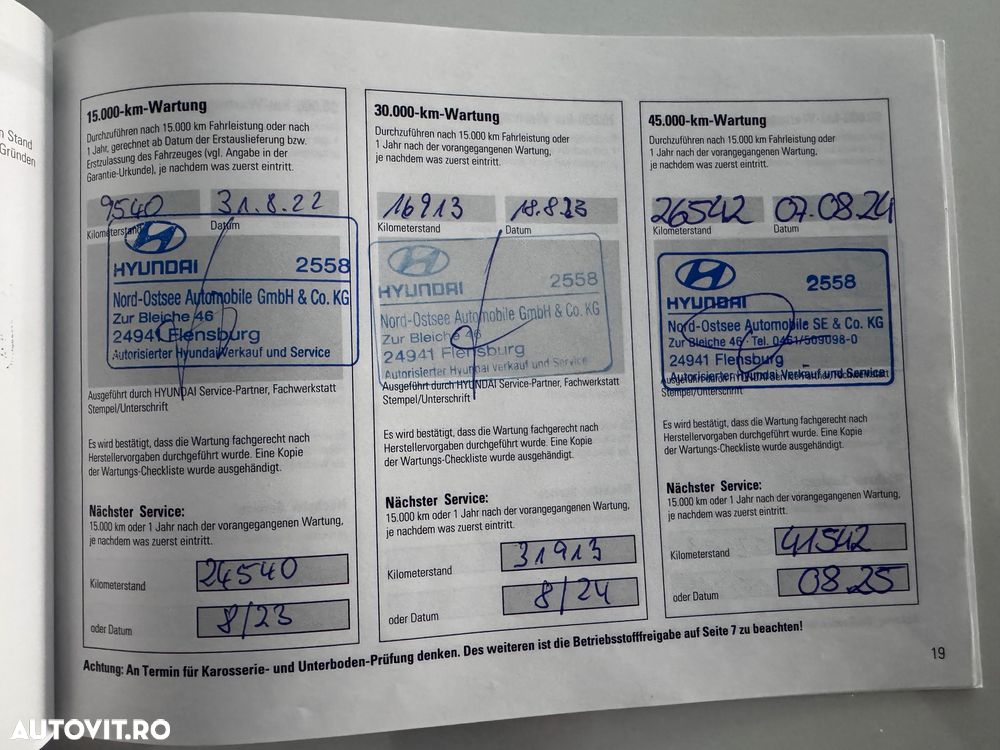 n Stand
Gründen
15.000-km-Wartung
Durchzuführen nach 15.000 km Fahrleistung oder nach
1 Jahr, gerechnet ab Datum der Erstauslieferung bzw.
Erstzulassung des Fahrzeuges (vgl. Angabe in der
Garantie-Urkunde), je nachdem was zuerst eintritt.
9540 31.8.22
Kilometerstand Datum
HYUNDAI 2558
Nord-Ostsee Automobile GmbH & Co. KG
Zur Bleiche 46
24941 Flensburg
Autorisierter Hyundai Verkauf und Service
Ausgeführt durch HYUNDAI Service-Partner, Fachwerkstatt
Stempel/Unterschrift
Es wird bestätigt, dass die Wartung fachgerecht nach
Herstellervorgaben durchgeführt wurde. Eine Kopie
der Wartungs-Checkliste wurde ausgehändigt.
Nächster Service:
15.000 km oder 1 Jahr nach der vorangegangenen Wartung,
je nachdem was zuerst eintritt.
Kilometerstand 24540
oder Datum 8/23
30.000-km-Wartung
Durchzuführen nach 15.000 km Fahrleistung oder
1 Jahr nach der vorangegangenen Wartung,
je nachdem was zuerst eintritt.
16913 18.8.23
Kilometerstand Datum
HYUNDAI 2558
Nord-Ostsee Automobile GmbH & Co. KG
Zur Bleiche 46
24941 Flensburg
Autorisierter Hyundai Verkauf und Service
Ausgeführt durch HYUNDAI Service-Partner, Fachwerkstatt
Stempel/Unterschrift
Es wird bestätigt, dass die Wartung fachgerecht nach
Herstellervorgaben durchgeführt wurde. Eine Kopie
der Wartungs-Checkliste wurde ausgehändigt.
Nächster Service:
15.000 km oder 1 Jahr nach der vorangegangenen Wartung,
je nachdem was zuerst eintritt.
Kilometerstand 31913
oder Datum 8/24
45.000-km-Wartung
Durchzuführen nach 15.000 km Fahrleistung oder
1 Jahr nach der vorangegangenen Wartung,
je nachdem was zuerst eintritt.
26542 07.08.24
Kilometerstand Datum
HYUNDAI 2558
Nord-Ostsee Automobile SE & Co. KG
Zur Bleiche 46 · Tel. 0461/509098-0
24941 Flensburg
Autorisierter Hyundai Verkauf und Service
Ausgeführt durch HYUNDAI Service-Partner, Fachwerkstatt
Stempel/Unterschrift
Es wird bestätigt, dass die Wartung fachgerecht nach
Herstellervorgaben durchgeführt wurde. Eine Kopie
der Wartungs-Checkliste wurde ausgehändigt.
Nächster Service:
15.000 km oder 1 Jahr nach der vorangegangenen Wartung,
je nachdem was zuerst eintritt.
Kilometerstand 41542
oder Datum 08.25
Achtung: An Termin für Karosserie- und Unterboden-Prüfung denken. Des weiteren ist die Betriebsstofffreigabe auf Seite 7 zu beachten!
19
AUTOVIT.RO